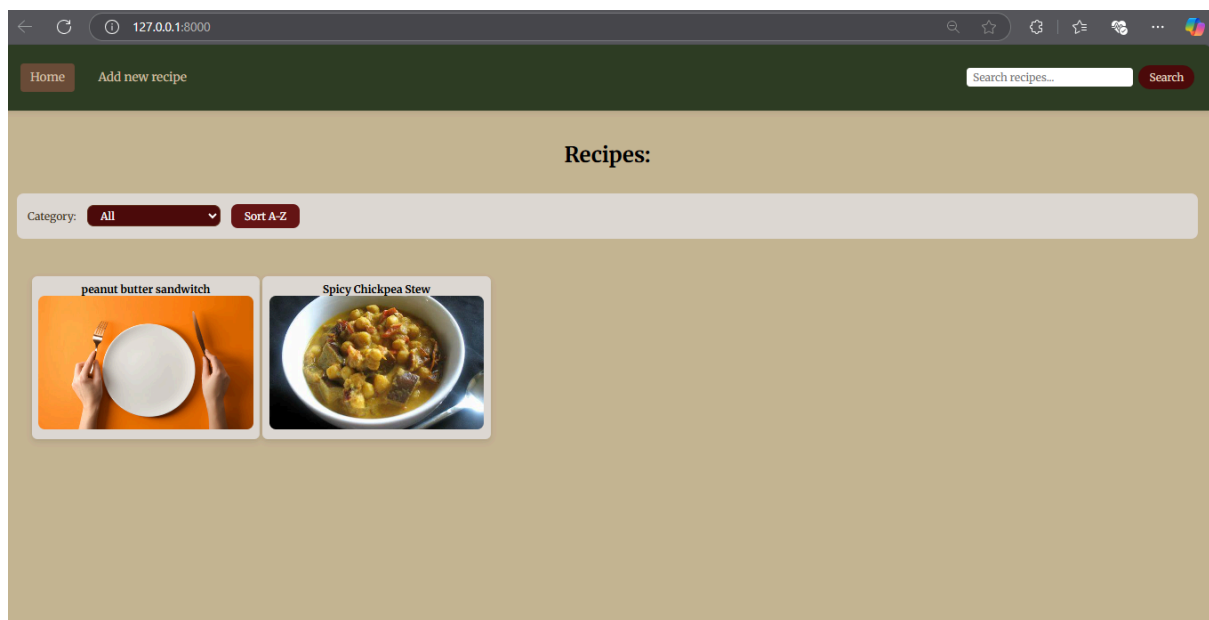 127.0.0.1:8000
Home Add new recipe Search recipes... Search
Recipes:
Category: All Sort A-Z
peanut butter sandwitch Spicy Chickpea Stew